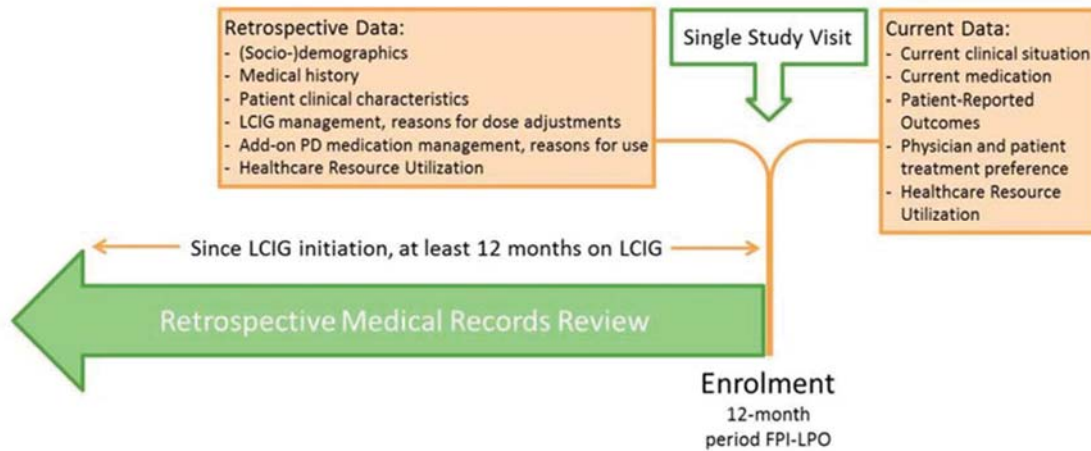 Retrospective Data:
- (Socio-)demographics
- Medical history
- Patient clinical characteristics
- LCIG management, reasons for dose adjustments
- Add-on PD medication management, reasons for use
- Healthcare Resource Utilization
Single Study Visit
Current Data:
- Current clinical situation
- Current medication
- Patient-Reported
Outcomes
- Physician and patient
treatment preference
- Healthcare Resource
Utilization
Since LCIG initiation, at least 12 months on LCIG
Retrospective Medical Records Review
Enrolment
12-month
period FPI-LPO